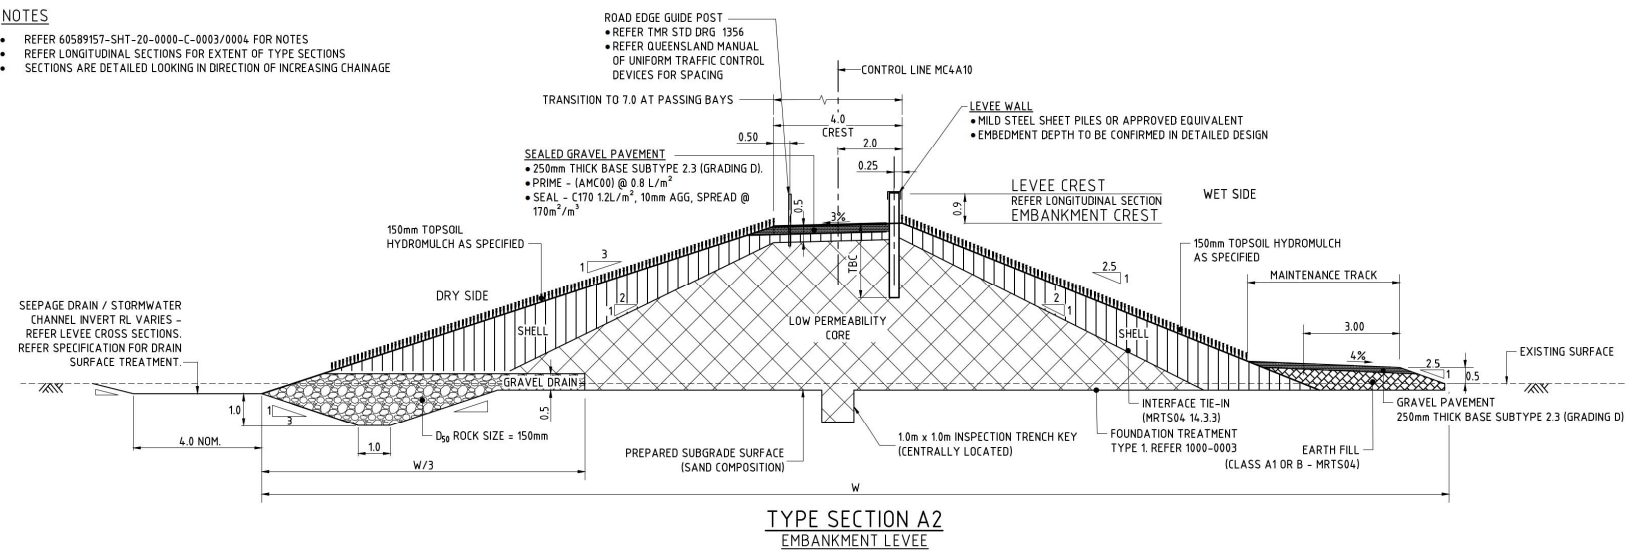 NOTES
• REFER 60589157-SHT-20-0000-C-0003/0004 FOR NOTES
• REFER LONGITUDINAL SECTIONS FOR EXTENT OF TYPE SECTIONS
• SECTIONS ARE DETAILED LOOKING IN DIRECTION OF INCREASING CHAINAGE
ROAD EDGE GUIDE POST
• REFER TMR STD DRG 1356
• REFER QUEENSLAND MANUAL
OF UNIFORM TRAFFIC CONTROL
DEVICES FOR SPACING
CONTROL LINE MC4A10
TRANSITION TO 7.0 AT PASSING BAYS
4.0
CREST
0.50
2.0
0.25
LEVEE WALL
• MILD STEEL SHEET PILES OR APPROVED EQUIVALENT
• EMBEDMENT DEPTH TO BE CONFIRMED IN DETAILED DESIGN
SEALED GRAVEL PAVEMENT
• 250mm THICK BASE SUBTYPE 2.3 (GRADING D).
• PRIME - (AMC00) @ 0.8 L/m²
• SEAL - C170 1.2L/m², 10mm AGG, SPREAD @
170m²/m³
0.5
3%
0.9
LEVEE CREST
REFER LONGITUDINAL SECTION
EMBANKMENT CREST
WET SIDE
150mm TOPSOIL
HYDROMULCH AS SPECIFIED
3
1
2
1
TBC
2
1
2.5
1
150mm TOPSOIL HYDROMULCH
AS SPECIFIED
MAINTENANCE TRACK
3.00
DRY SIDE
SEEPAGE DRAIN / STORMWATER
CHANNEL INVERT RL VARIES -
REFER LEVEE CROSS SECTIONS.
REFER SPECIFICATION FOR DRAIN
SURFACE TREATMENT.
SHELL
LOW PERMEABILITY
CORE
SHELL
4%
2.5
1
0.5
EXISTING SURFACE
GRAVEL DRAIN
0.5
1.0
1
3
1.0
4.0 NOM.
D₅₀ ROCK SIZE = 150mm
W/3
PREPARED SUBGRADE SURFACE
(SAND COMPOSITION)
1.0m x 1.0m INSPECTION TRENCH KEY
(CENTRALLY LOCATED)
INTERFACE TIE-IN
(MRTS04 14.3.3)
FOUNDATION TREATMENT
TYPE 1. REFER 1000-0003
GRAVEL PAVEMENT
250mm THICK BASE SUBTYPE 2.3 (GRADING D)
EARTH FILL
(CLASS A1 OR B - MRTS04)
W
TYPE SECTION A2
EMBANKMENT LEVEE